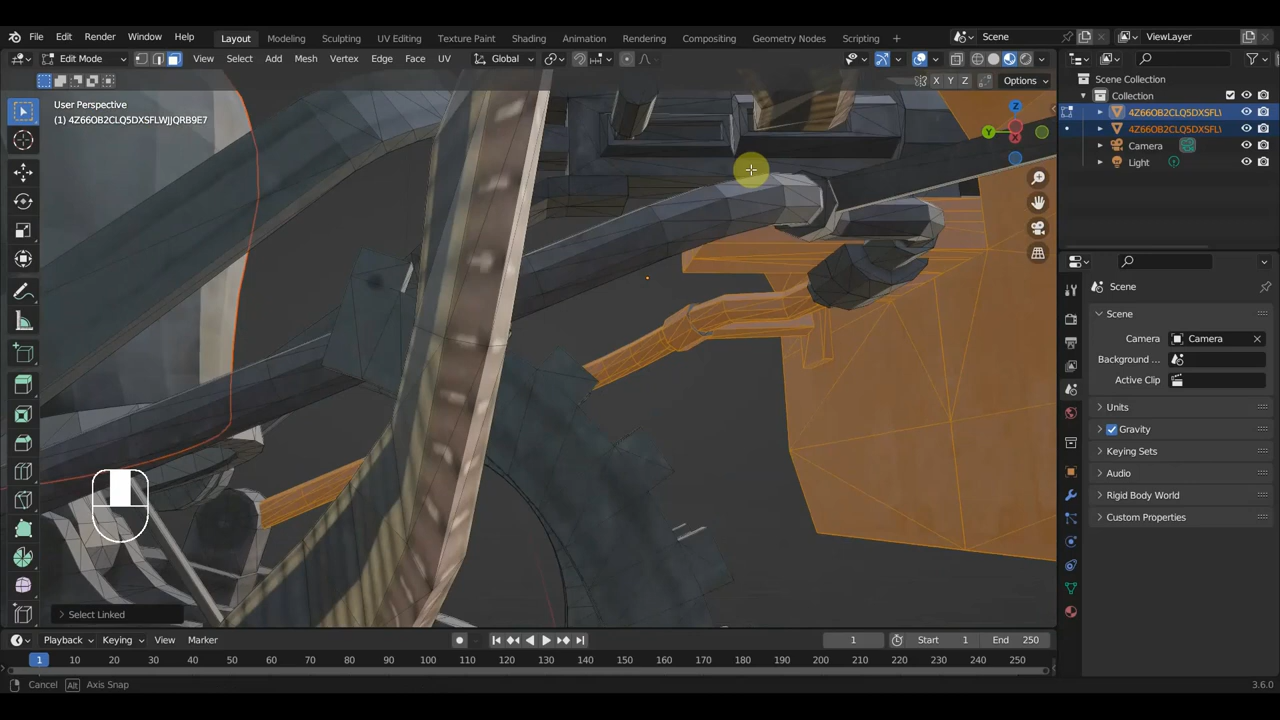 File Edit Render Window Help Layout Modeling Sculpting UV Editing Texture Paint Shading Animation Rendering Compositing Geometry Nodes Scripting + Scene ViewLayer
Edit Mode View Select Add Mesh Vertex Edge Face UV Global
X Y Z Options
User Perspective
(1) 4Z66OB2CLQ5DXSFLWJJQRB9E7
Z
Y
X
Select Linked
Scene Collection
Collection
4Z66OB2CLQ5DXSFL\
4Z66OB2CLQ5DXSFL\
Camera
Light
Scene
Scene
Camera Camera
Background ...
Active Clip
Units
Gravity
Keying Sets
Audio
Rigid Body World
Custom Properties
Playback Keying View Marker 1 Start 1 End 250
1 10 20 30 40 50 60 70 80 90 100 110 120 130 140 150 160 170 180 190 200 210 220 230 240 250
Cancel Alt Axis Snap 3.6.0